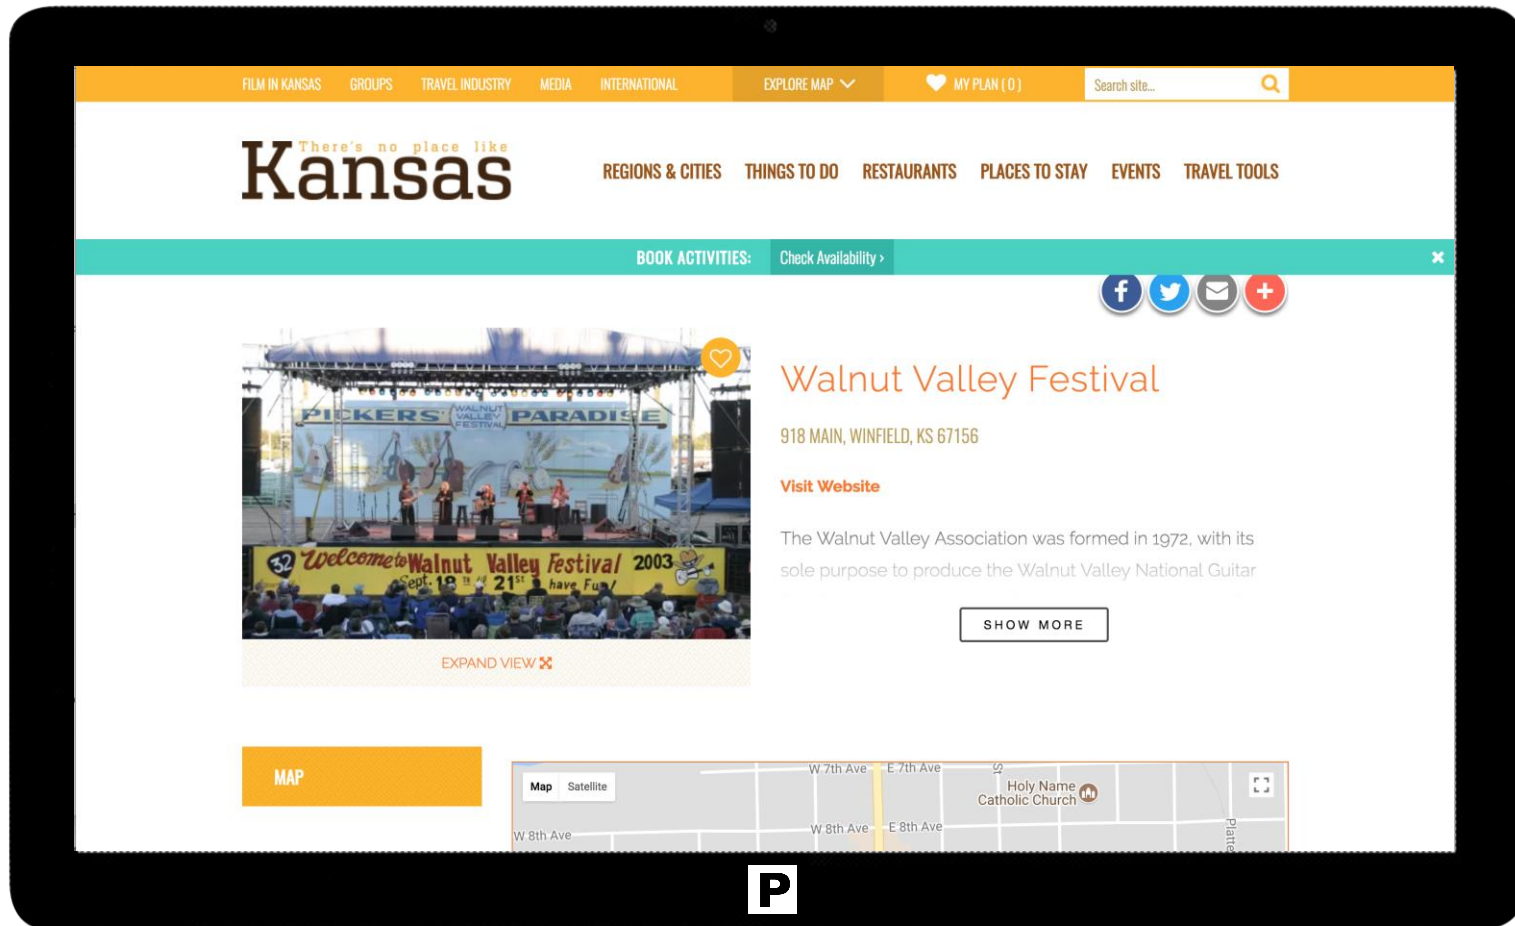 FILM IN KANSAS GROUPS TRAVEL INDUSTRY MEDIA INTERNATIONAL EXPLORE MAP MY PLAN ( 0 ) Search site...
There's no place like
Kansas
REGIONS & CITIES THINGS TO DO RESTAURANTS PLACES TO STAY EVENTS TRAVEL TOOLS
BOOK ACTIVITIES: Check Availability ›
PICKERS' WALNUT VALLEY FESTIVAL PARADISE
32 Welcome to Walnut Valley Festival 2003
Sept. 18 to 21st have Fun!
EXPAND VIEW
Walnut Valley Festival
918 MAIN, WINFIELD, KS 67156
Visit Website
The Walnut Valley Association was formed in 1972, with its
sole purpose to produce the Walnut Valley National Guitar
SHOW MORE
MAP
Map Satellite
W 7th Ave E 7th Ave St
Holy Name
Catholic Church
W 8th Ave W 8th Ave E 8th Ave
Platte
P